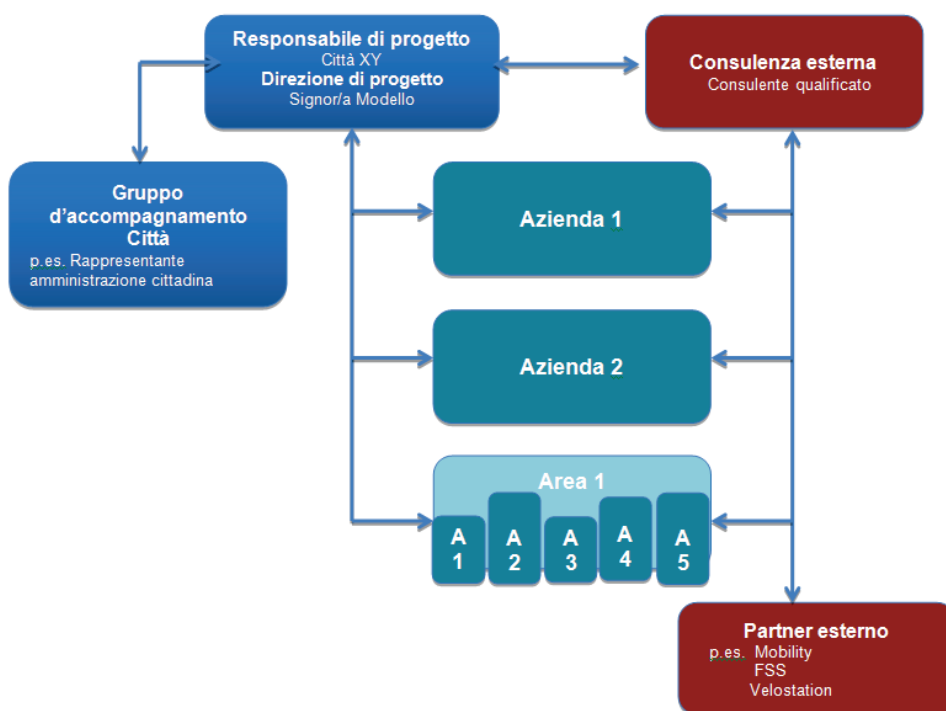 Responsabile di progetto
Città XY
Direzione di progetto
Signor/a Modello
Consulenza esterna
Consulente qualificato
Gruppo
d'accompagnamento
Città
p.es. Rappresentante
amministrazione cittadina
Azienda 1
Azienda 2
Area 1
A
1
A
2
A
3
A
4
A
5
Partner esterno
p.es. Mobility
FSS
Velostation